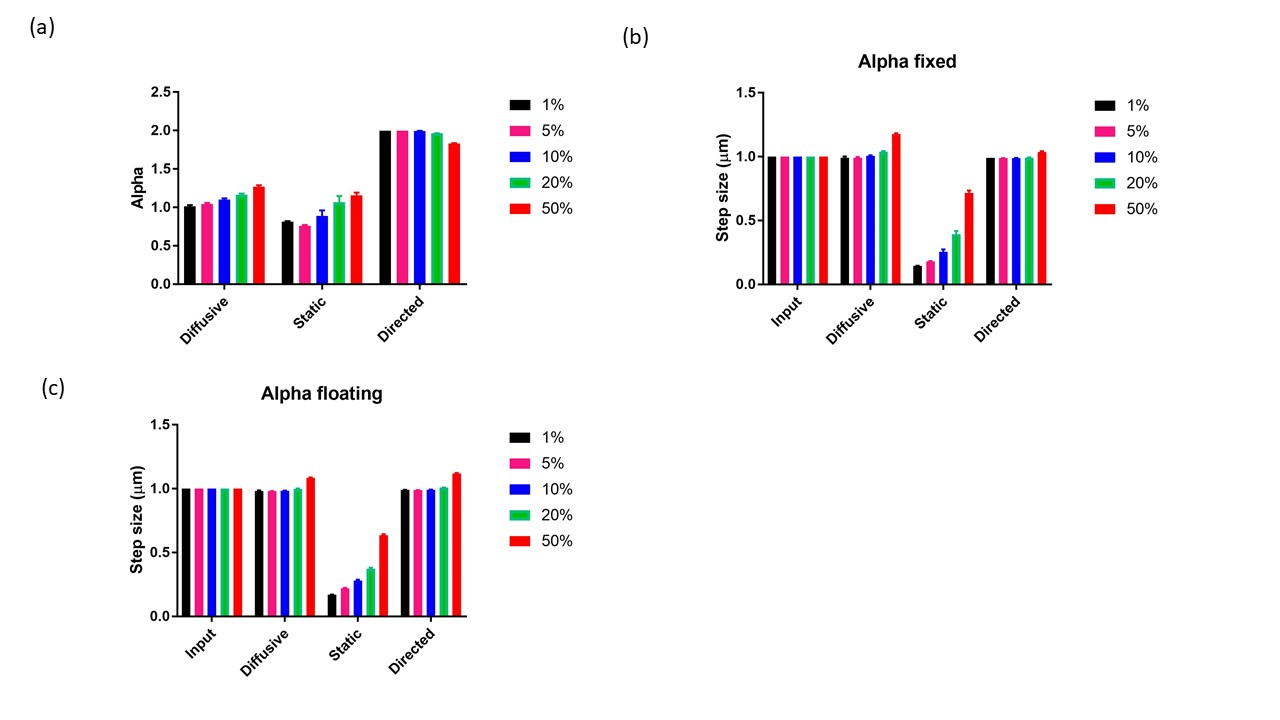 (a)
Alpha
2.5
2.0
1.5
1.0
0.5
0.0
Diffusive
Static
Directed
1%
5%
10%
20%
50%
(b)
Alpha fixed
Step size (μm)
1.5
1.0
0.5
0.0
Input
Diffusive
Static
Directed
1%
5%
10%
20%
50%
(c)
Alpha floating
Step size (μm)
1.5
1.0
0.5
0.0
Input
Diffusive
Static
Directed
1%
5%
10%
20%
50%